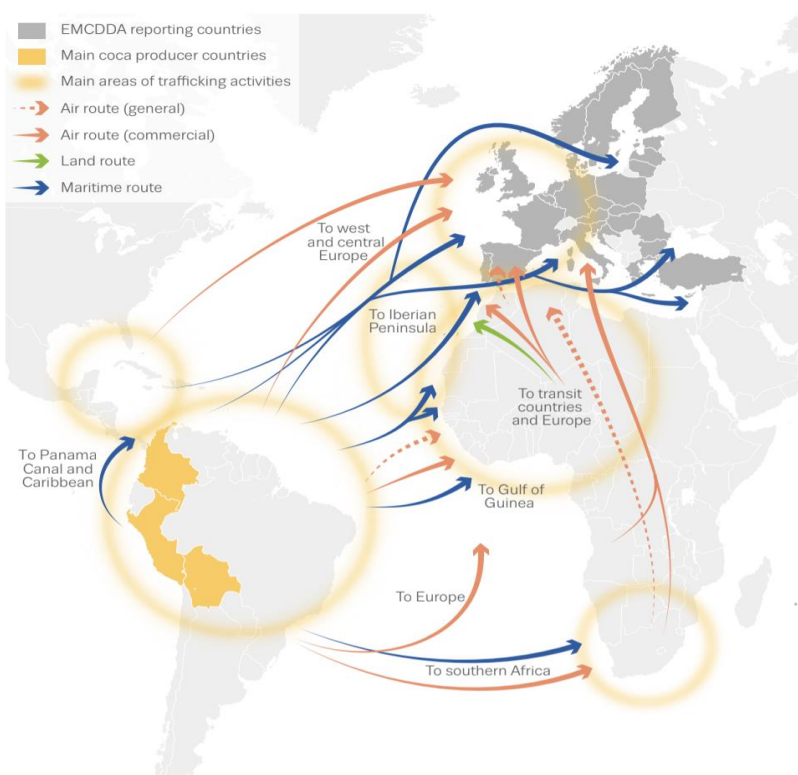 EMCDDA reporting countries
Main coca producer countries
Main areas of trafficking activities
Air route (general)
Air route (commercial)
Land route
Maritime route
To west
and central
Europe
To Iberian
Peninsula
To transit
countries
and Europe
To Panama
Canal and
Caribbean
To Gulf of
Guinea
To Europe
To southern Africa